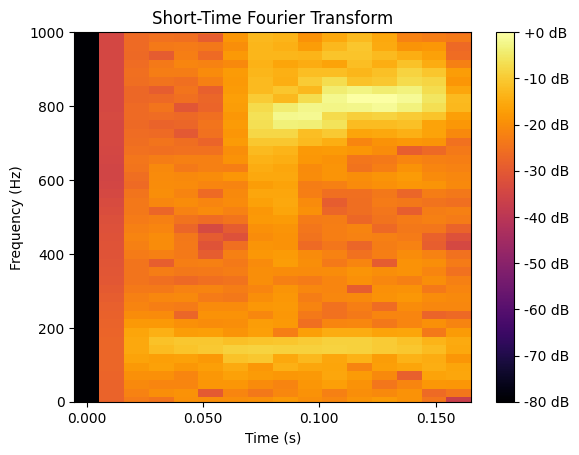 Short-Time Fourier Transform
1000
800
600
400
200
0
Frequency (Hz)
0.000
0.050
0.100
0.150
Time (s)
+0 dB
-10 dB
-20 dB
-30 dB
-40 dB
-50 dB
-60 dB
-70 dB
-80 dB